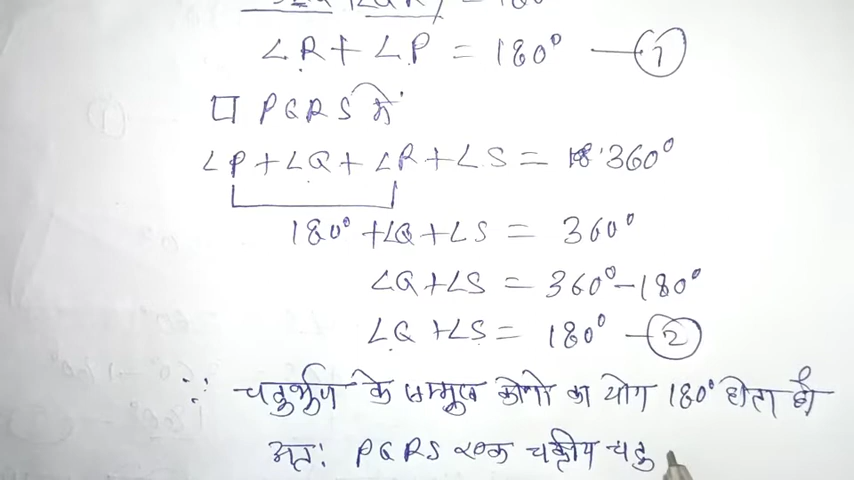 ∠R + ∠P = 180° — 1
□ PQRS में
∠P + ∠Q + ∠R + ∠S = 360°
180° + ∠Q + ∠S = 360°
∠Q + ∠S = 360° - 180°
∠Q + ∠S = 180° — 2
∵ चतुर्भुज के सम्मुख कोणों का योग 180° होता है
अतः PQRS एक चक्रीय चतु